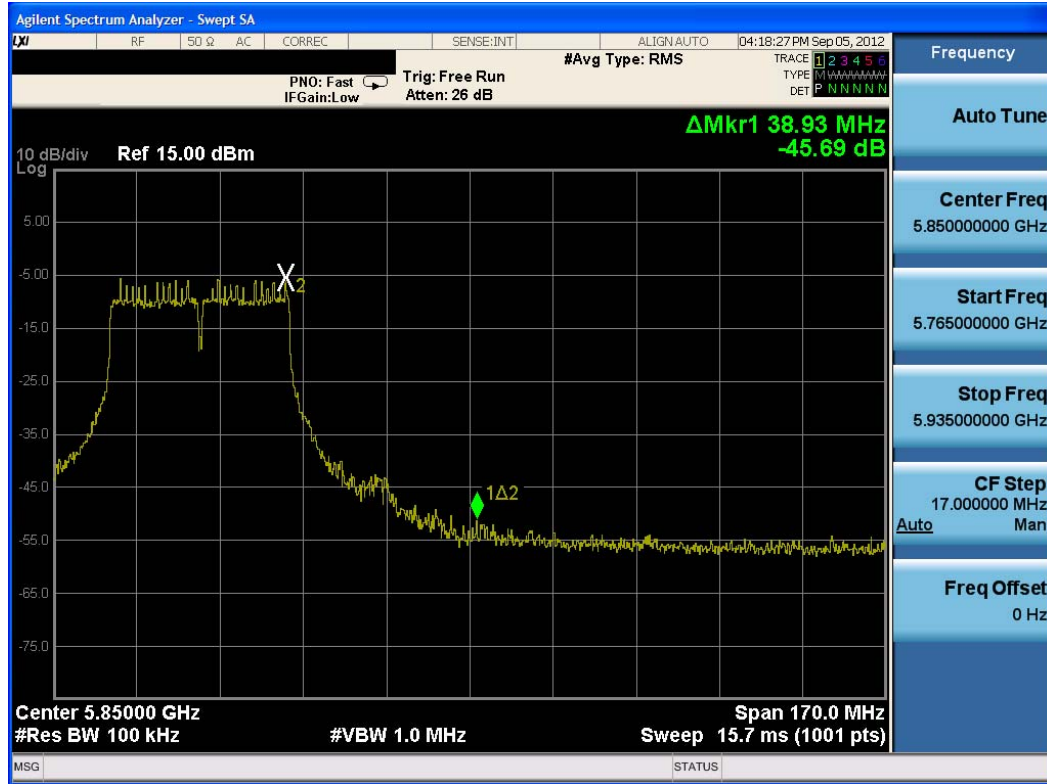 Agilent Spectrum Analyzer - Swept SA
LXI RF 50 Ω AC CORREC SENSE:INT ALIGN AUTO 04:18:27 PM Sep 05, 2012
#Avg Type: RMS TRACE 1 2 3 4 5 6
PNO: Fast Trig: Free Run TYPE M WWWWW
IFGain:Low Atten: 26 dB DET P N N N N N
ΔMkr1 38.93 MHz
10 dB/div Ref 15.00 dBm -45.69 dB
Log
5.00
-5.00
X2
-15.0
-25.0
-35.0
-45.0
1Δ2
-55.0
-65.0
-75.0
Center 5.85000 GHz Span 170.0 MHz
#Res BW 100 kHz #VBW 1.0 MHz Sweep 15.7 ms (1001 pts)
MSG STATUS
Frequency
Auto Tune
Center Freq
5.850000000 GHz
Start Freq
5.765000000 GHz
Stop Freq
5.935000000 GHz
CF Step
17.000000 MHz
Auto Man
Freq Offset
0 Hz